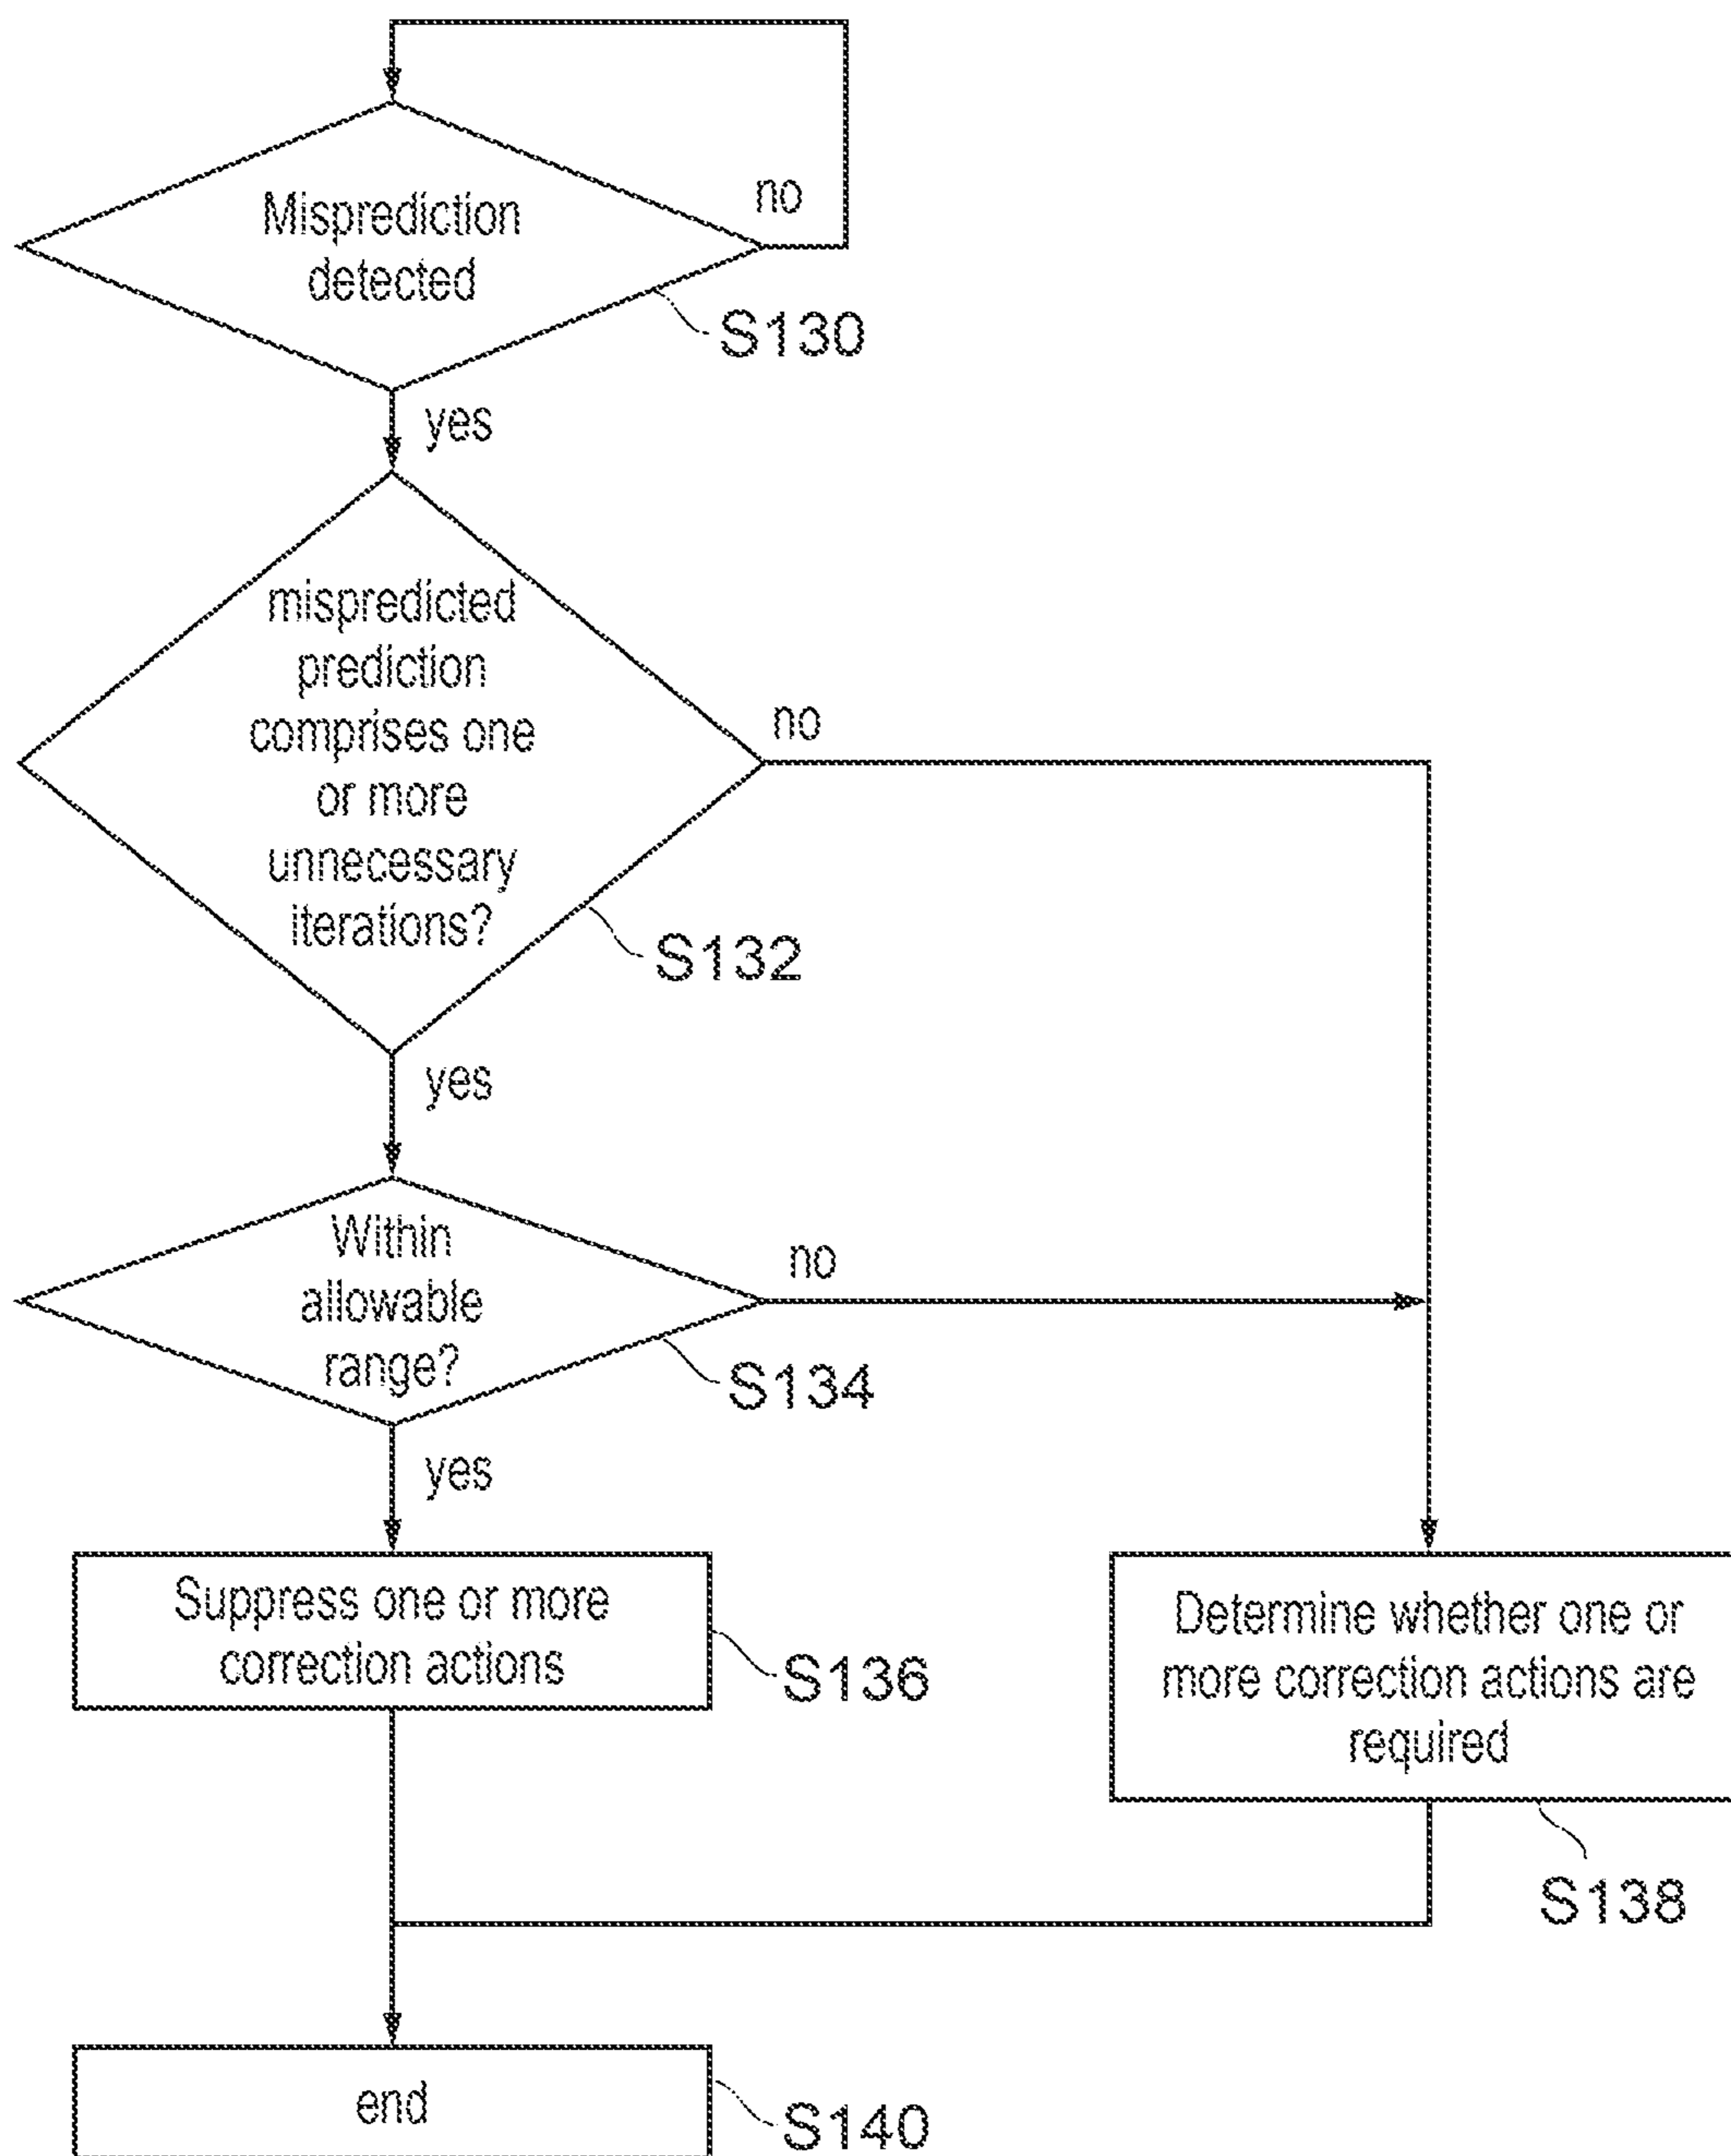 no
Misprediction
detected
S130
yes
mispredicted
prediction
comprises one
or more
unnecessary
iterations?
no
S132
yes
Within
allowable
range?
no
S134
yes
Suppress one or more
correction actions
S136
Determine whether one or
more correction actions are
required
S138
end
S140